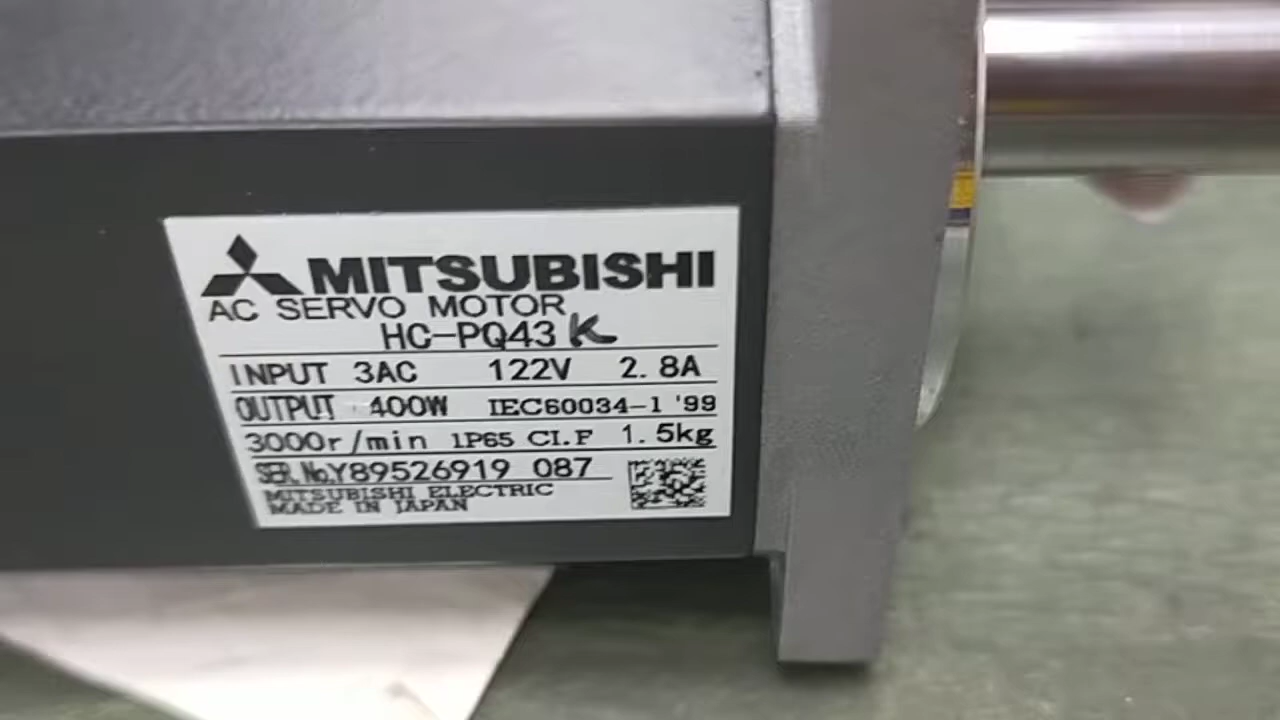 MITSUBISHI
AC SERVO MOTOR
HC-PQ43K
INPUT 3AC 122V 2.8A
OUTPUT 400W IEC60034-1 '99
3000r/min IP65 CI.F 1.5kg
SER.No.Y89526919 087
MITSUBISHI ELECTRIC
MADE IN JAPAN